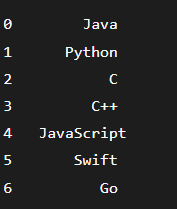 0 Java
1 Python
2 C
3 C++
4 JavaScript
5 Swift
6 Go